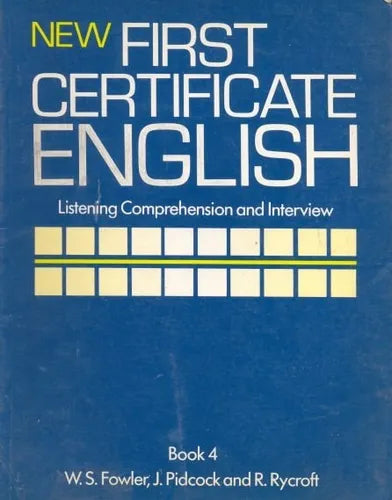 NEW FIRST
CERTIFICATE
ENGLISH
Listening Comprehension and Interview
Book 4
W. S. Fowler, J. Pidcock and R. Rycroft